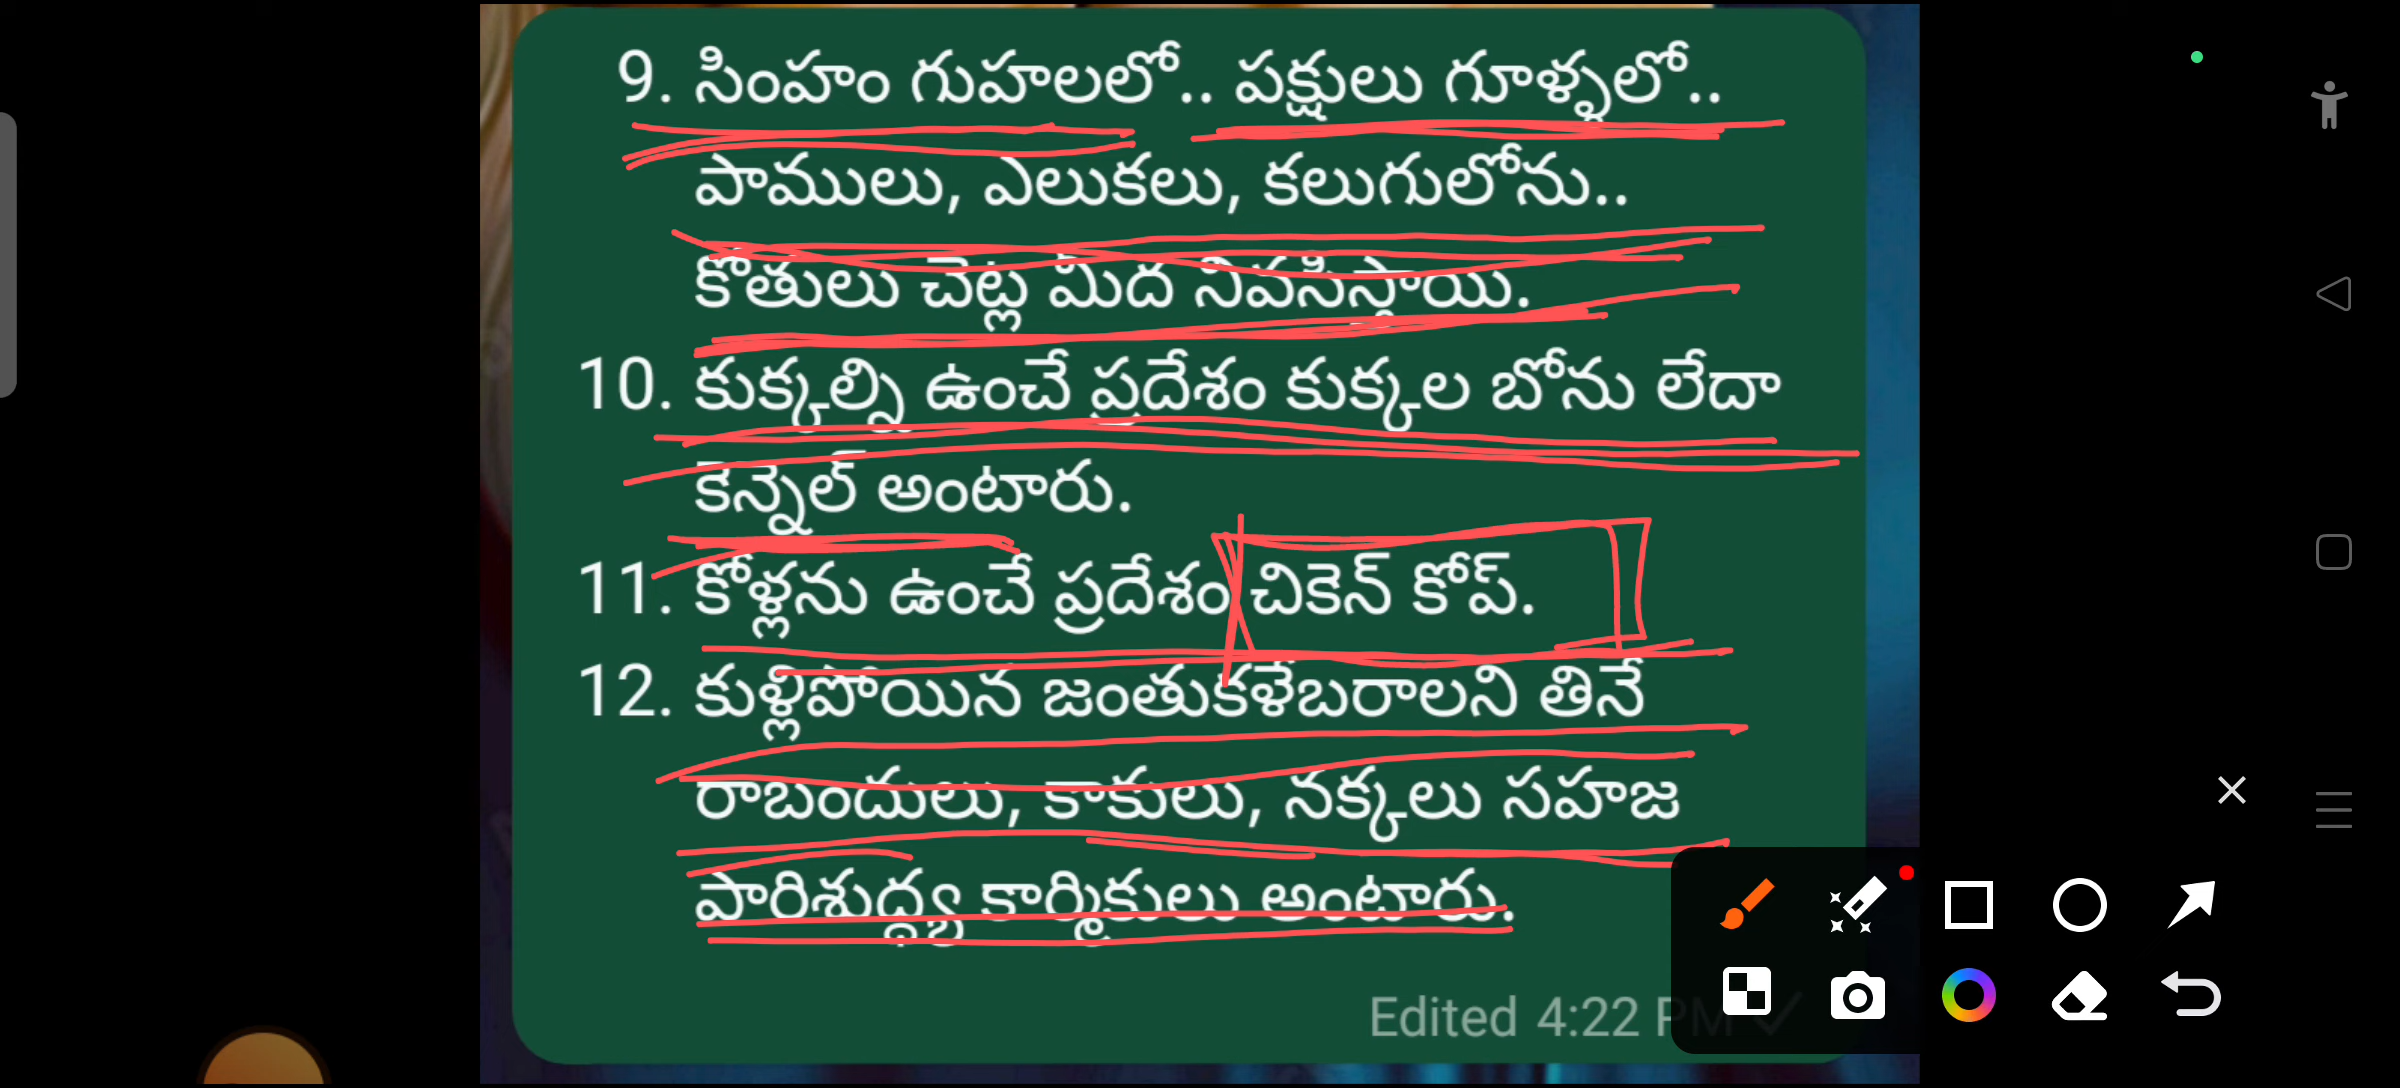 9. సింహం గుహలలో.. పక్షులు గూళ్ళలో..
పాములు, ఎలుకలు, కలుగులోను..
కోతులు చెట్ల మీద నివసిస్తాయి.
10. కుక్కల్ని ఉంచే ప్రదేశం కుక్కల బోను లేదా
కెన్నెల్ అంటారు.
11. కోళ్లను ఉంచే ప్రదేశం చికెన్ కోప్.
12. కుళ్లిపోయిన జంతుకళేబరాలని తినే
రాబందులు, కాకులు, నక్కలు సహజ
పారిశుధ్ధ్య కార్మికులు అంటారు.
Edited 4:22 PM